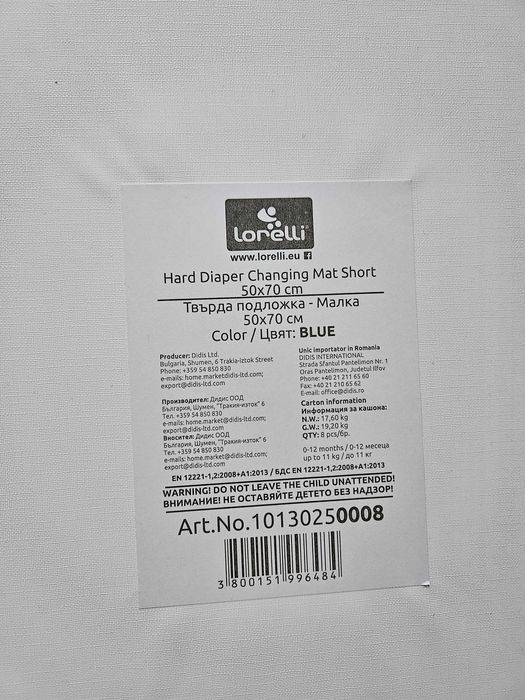 lorelli
www.lorelli.eu
Hard Diaper Changing Mat Short
50x70 cm
Твърда подложка - Малка
50x70 см
Color / Цвят: BLUE
Producer: Didis Ltd.
Bulgaria, Shumen, 6 Trakia-iztok Street
Phone: +359 54 850 830
e-mails: home.marketdidis-ltd.com;
export@didis-ltd.com
Производител: Дидис ООД
България, Шумен, "Тракия-изток" 6
Тел. +359 54 850 830
e-mails: home.market@didis-ltd.com;
export@didis-ltd.com
Вносител: Дидис ООД
България, Шумен, "Тракия-изток" 6
Тел. +359 54 850 830
e-mails: home.market@didis-ltd.com;
export@didis-ltd.com
Unic importator in Romania
DIDIS INTERNATIONAL
Strada Sfantul Pantelimon Nr. 1
Oras Pantelimon, Judetul Ilfov
Phone: +40 21 211 65 60
Fax: +40 21 210 65 62
E-mail: office@didis.ro
Carton information
Информация за кашона:
N.W.: 17,60 kg
G.W.: 19,20 kg
QTY: 8 pcs/бр.
0-12 months / 0-12 месеца
up to 11 kg / до 11 кг
EN 12221-1,2:2008+A1:2013 / БДС EN 12221-1,2:2008+A1:2013
WARNING! DO NOT LEAVE THE CHILD UNATTENDED!
ВНИМАНИЕ! НЕ ОСТАВЯЙТЕ ДЕТЕТО БЕЗ НАДЗОР!
Art.No.10130250008
3 800151 996484